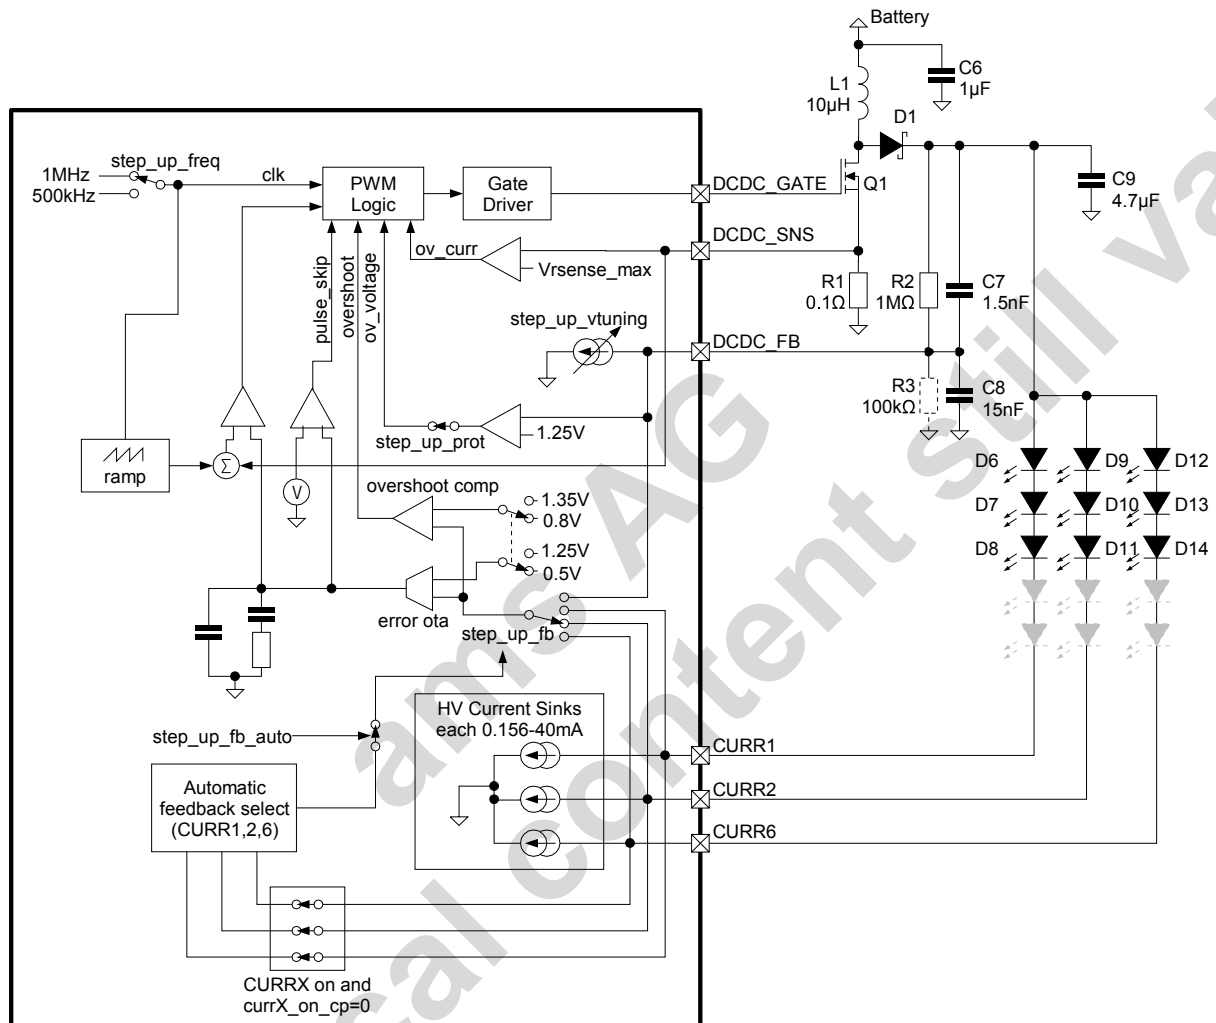 Battery
C6
1µF
L1
10µH
D1
step_up_freq
1MHz
500kHz
clk
PWM
Logic
Gate
Driver
DCDC_GATE
Q1
C9
4.7µF
DCDC_SNS
ov_curr
Vrsense_max
pulse_skip
overshoot
ov_voltage
R1
0.1Ω
R2
1MΩ
C7
1.5nF
step_up_vtuning
DCDC_FB
R3
100kΩ
C8
15nF
step_up_prot
1.25V
ramp
Σ
V
overshoot comp
1.35V
0.8V
1.25V
0.5V
error ota
step_up_fb
D6
D9
D12
D7
D10
D13
D8
D11
D14
HV Current Sinks
each 0.156-40mA
step_up_fb_auto
CURR1
CURR2
CURR6
Automatic
feedback select
(CURR1,2,6)
CURRX on and
currX_on_cp=0
ams AG
cal content still va